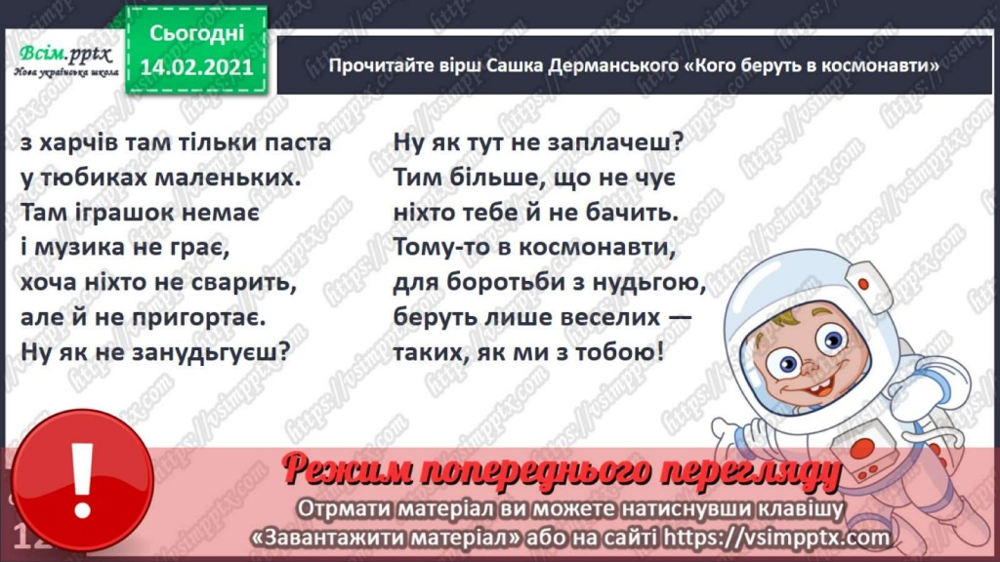 Всім.pptx
Нова українська школа
Сьогодні
14.02.2021
Прочитайте вірш Сашка Дерманського «Кого беруть в космонавти»
з харчів там тільки паста
у тюбиках маленьких.
Там іграшок немає
і музика не грає,
хоча ніхто не сварить,
але й не пригортає.
Ну як не занудьгуєш?
Ну як тут не заплачеш?
Тим більше, що не чує
ніхто тебе й не бачить.
Тому-то в космонавти,
для боротьби з нудьгою,
беруть лише веселих —
таких, як ми з тобою!
Режим попереднього перегляду
Отрмати матеріал ви можете натиснувши клавішу
«Завантажити матеріал» або на сайті https://vsimpptx.com